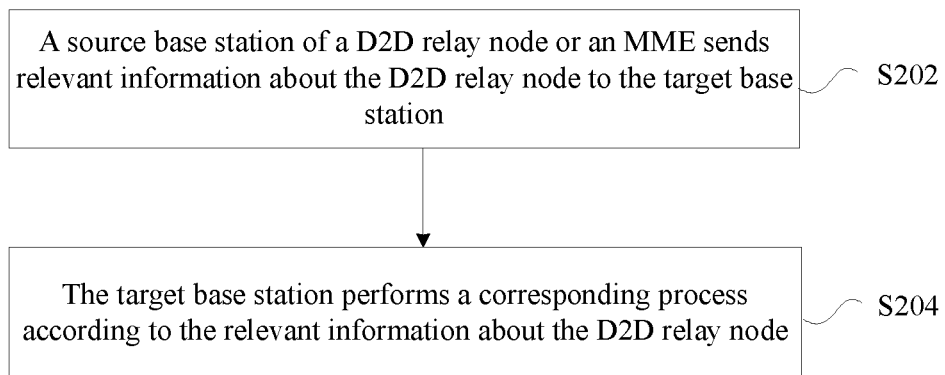 A source base station of a D2D relay node or an MME sends
relevant information about the D2D relay node to the target base
station
S202
The target base station performs a corresponding process
according to the relevant information about the D2D relay node
S204